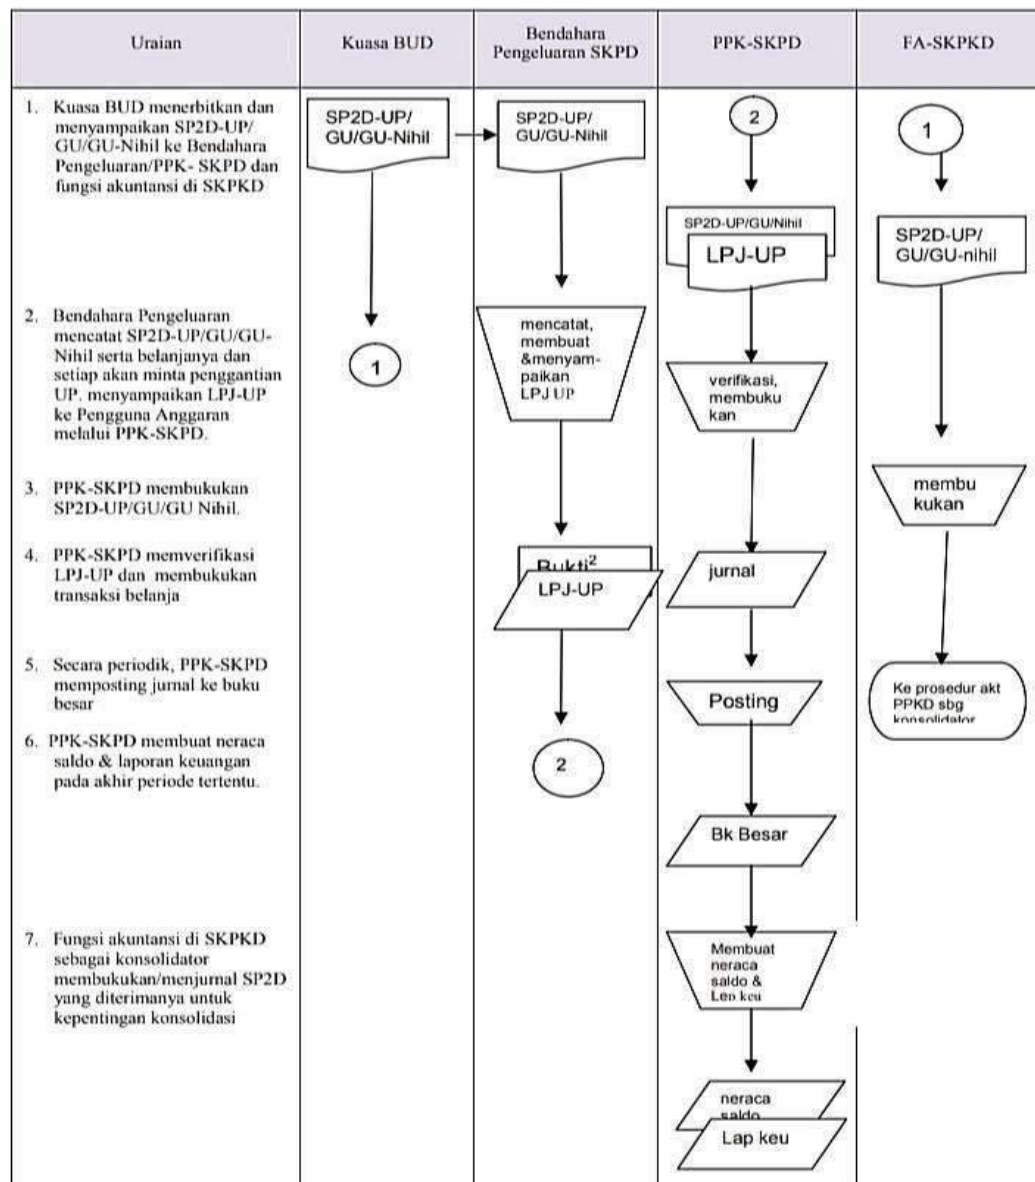 Uraian
Kuasa BUD
Bendahara
Pengeluaran SKPD
PPK-SKPD
FA-SKPKD
1. Kuasa BUD menerbitkan dan
menyampaikan SP2D-UP/
GU/GU-Nihil ke Bendahara
Pengeluaran/PPK- SKPD dan
fungsi akuntansi di SKPKD
2. Bendahara Pengeluaran
mencatat SP2D-UP/GU/GU-
Nihil serta belanjanya dan
setiap akan minta penggantian
UP. menyampaikan LPJ-UP
ke Pengguna Anggaran
melalui PPK-SKPD.
3. PPK-SKPD membukukan
SP2D-UP/GU/GU Nihil.
4. PPK-SKPD memverifikasi
LPJ-UP dan membukukan
transaksi belanja
5. Secara periodik, PPK-SKPD
memposting jurnal ke buku
besar
6. PPK-SKPD membuat neraca
saldo & laporan keuangan
pada akhir periode tertentu.
7. Fungsi akuntansi di SKPKD
sebagai konsolidator
membukukan/menjurnal SP2D
yang diterimanya untuk
kepentingan konsolidasi
SP2D-UP/
GU/GU-Nihil
1
SP2D-UP/
GU/GU-Nihil
mencatat,
membuat
&menyam-
paikan
LPJ UP
Bukti²
LPJ-UP
2
2
SP2D-UP/GU/Nihil
LPJ-UP
verifikasi,
membuku
kan
jurnal
Posting
Bk Besar
Membuat
neraca
saldo &
Lep keu
neraca
saldo
Lap keu
1
SP2D-UP/
GU/GU-nihil
membu
kukan
Ke prosedur akt
PPKD sbg
konsolidator